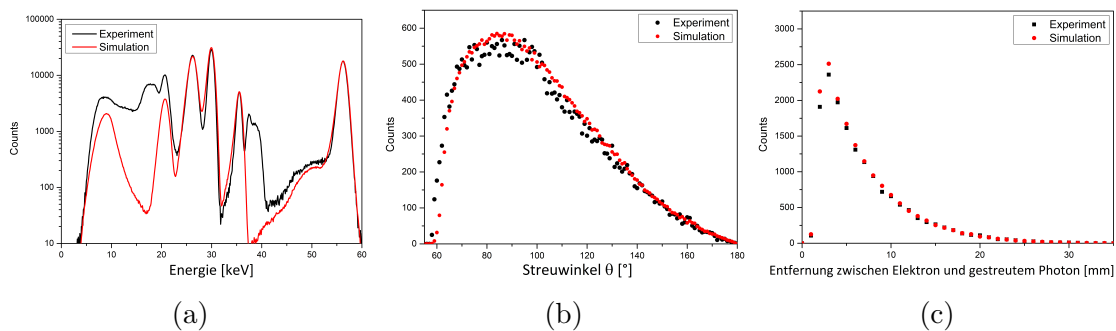 Experiment
Simulation
100000
10000
1000
100
10
0 10 20 30 40 50 60
Counts
Energie [keV]
(a)
Experiment
Simulation
600
500
400
300
200
100
0
60 80 100 120 140 160 180
Counts
Streuwinkel θ [°]
(b)
Experiment
Simulation
3000
2500
2000
1500
1000
500
0
0 10 20 30
Counts
Entfernung zwischen Elektron und gestreutem Photon [mm]
(c)